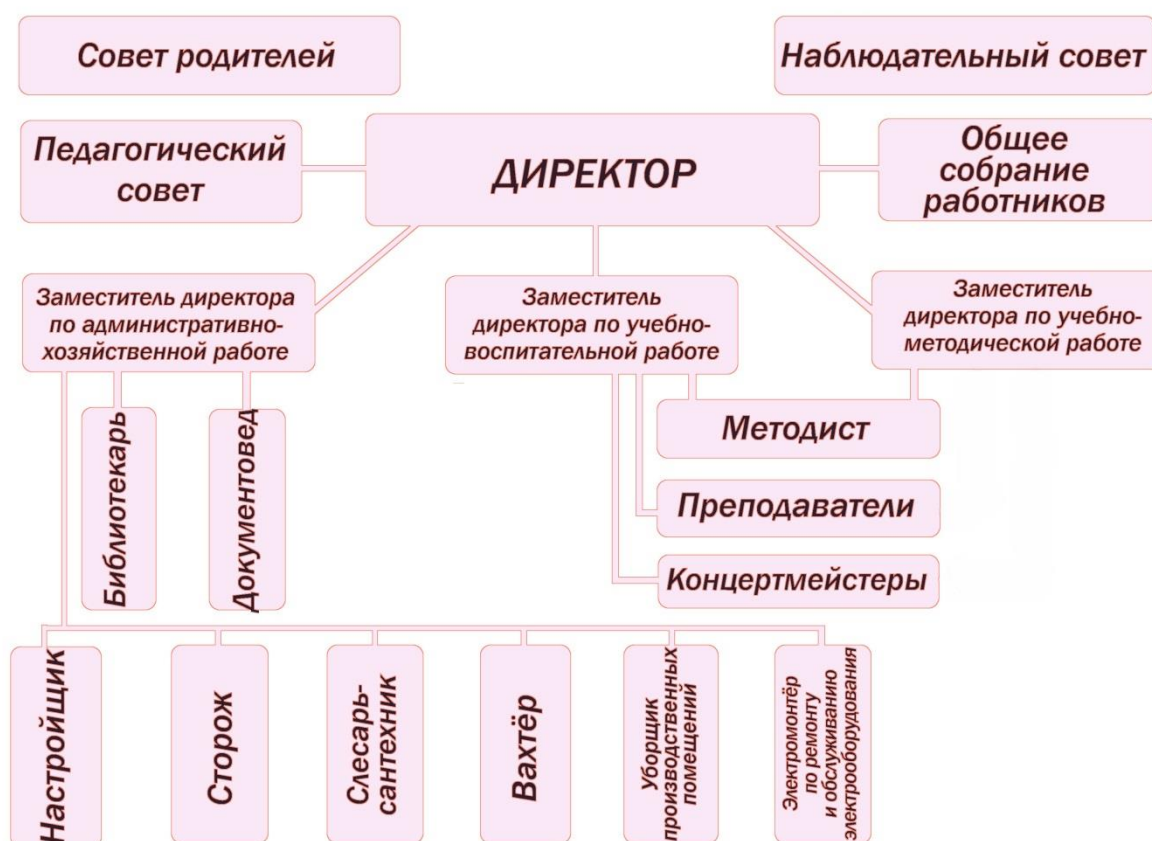 Совет родителей
Наблюдательный совет
Педагогический
совет
ДИРЕКТОР
Общее
собрание
работников
Заместитель директора
по административно-
хозяйственной работе
Заместитель
директора по учебно-
воспитательной работе
Заместитель
директора по учебно-
методической работе
Библиотекарь
Документовед
Методист
Преподаватели
Концертмейстеры
Настройщик
Сторож
Слесарь-
сантехник
Вахтёр
Уборщик
производственных
помещений
Электромонтёр
по ремонту
и обслуживанию
электрооборудования